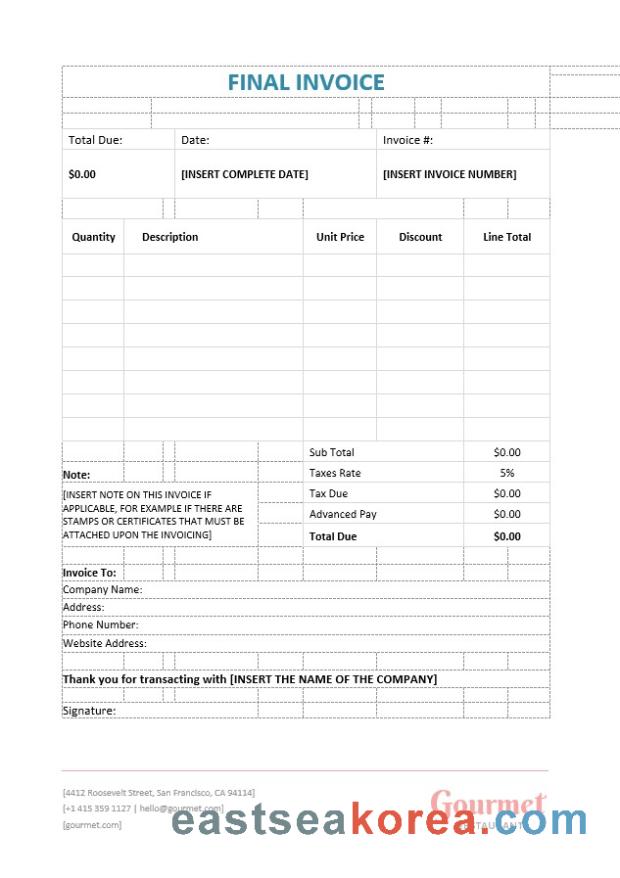 FINAL INVOICE
Total Due: Date: Invoice #:
$0.00 [INSERT COMPLETE DATE] [INSERT INVOICE NUMBER]
Quantity Description Unit Price Discount Line Total
Sub Total $0.00
Note: Taxes Rate 5%
[INSERT NOTE ON THIS INVOICE IF
APPLICABLE, FOR EXAMPLE IF THERE ARE
STAMPS OR CERTIFICATES THAT MUST BE
ATTACHED UPON THE INVOICING]
Tax Due $0.00
Advanced Pay $0.00
Total Due $0.00
Invoice To:
Company Name:
Address:
Phone Number:
Website Address:
Thank you for transacting with [INSERT THE NAME OF THE COMPANY]
Signature:
[4412 Roosevelt Street, San Francisco, CA 94114]
[+1 415 359 1127 | hello@gourmet.com]
[gourmet.com]
Gourmet
eastseakorea.com